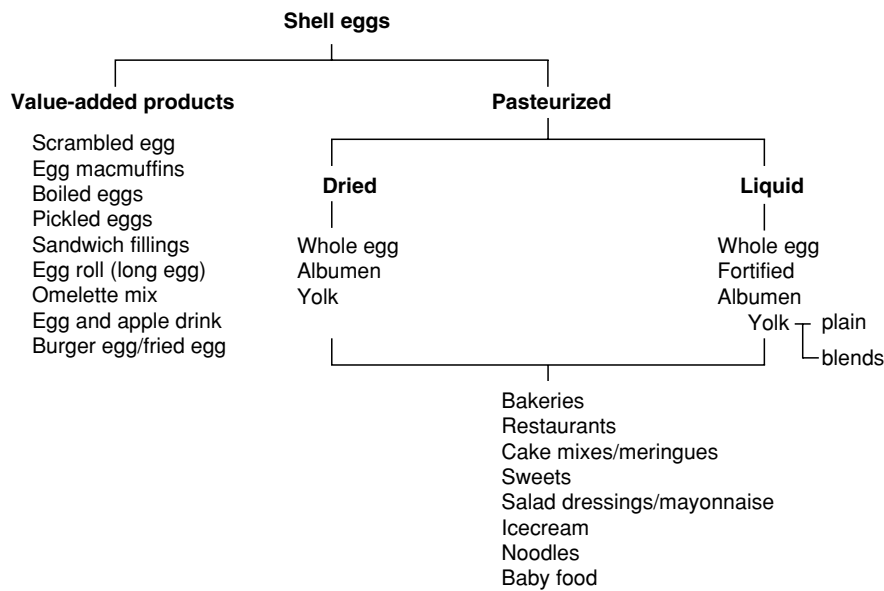 Shell eggs
Value-added products
Scrambled egg
Egg macmuffins
Boiled eggs
Pickled eggs
Sandwich fillings
Egg roll (long egg)
Omelette mix
Egg and apple drink
Burger egg/fried egg
Pasteurized
Dried
Whole egg
Albumen
Yolk
Liquid
Whole egg
Fortified
Albumen
Yolk plain
blends
Bakeries
Restaurants
Cake mixes/meringues
Sweets
Salad dressings/mayonnaise
Icecream
Noodles
Baby food